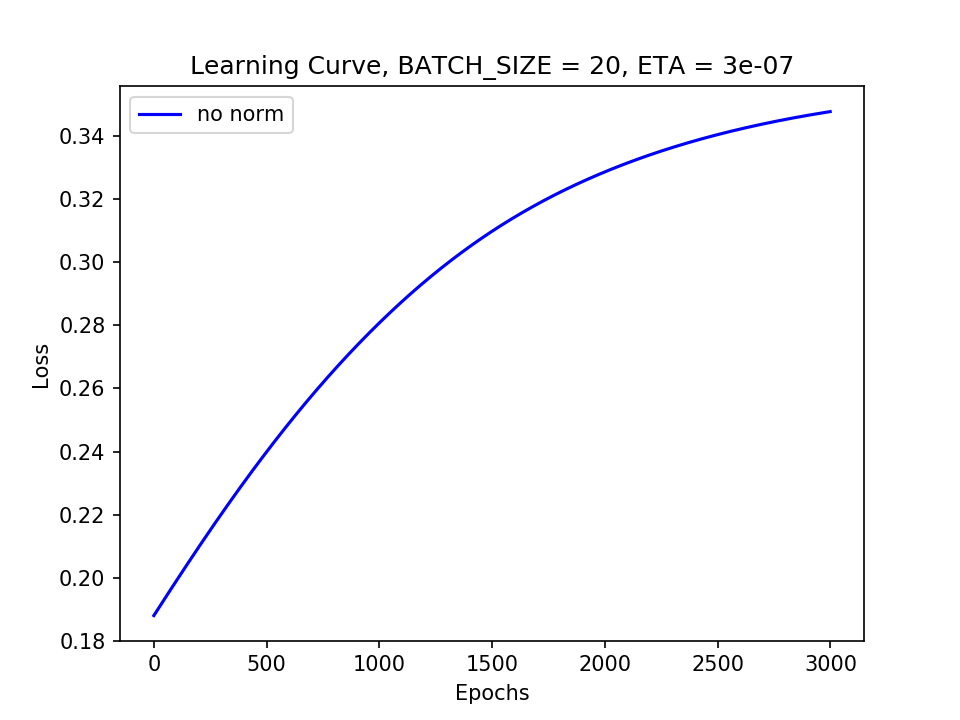 Learning Curve, BATCH_SIZE = 20, ETA = 3e-07
no norm
0.34
0.32
0.30
0.28
0.26
0.24
0.22
0.20
0.18
Loss
0 500 1000 1500 2000 2500 3000
Epochs